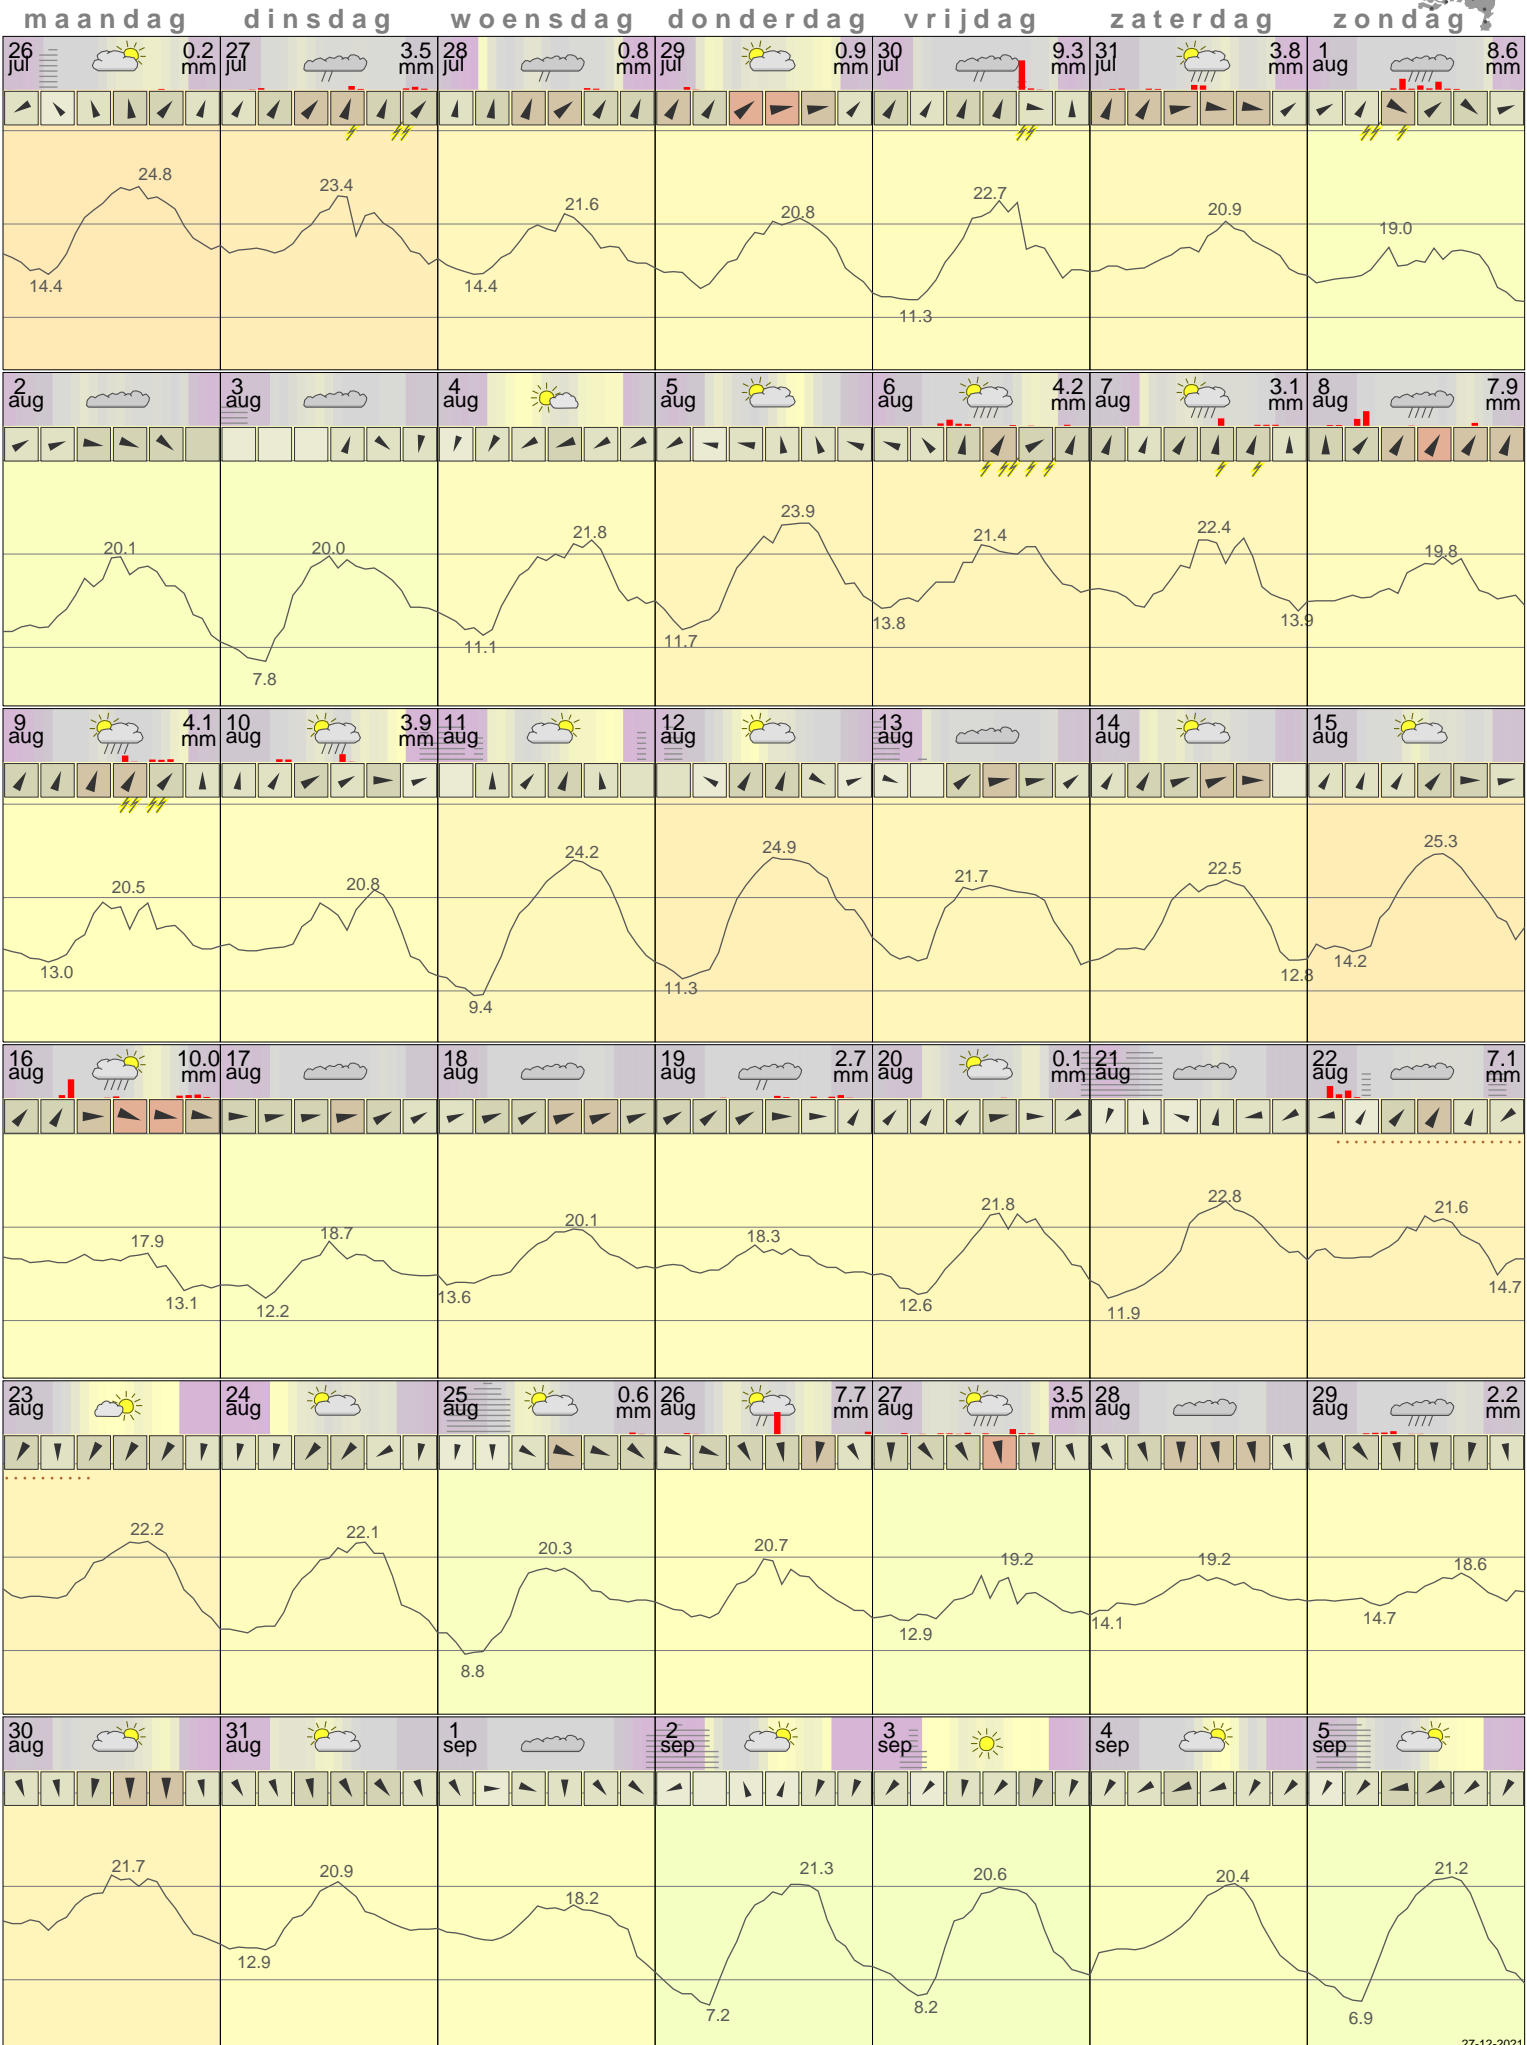 maandag dinsdag woensdag donderdag vrijdag zaterdag zondag
26 0.2 27 3.5 28 0.8 29 0.9 30 9.3 31 3.8 1 8.6
jul mm jul mm jul mm jul mm jul mm jul mm aug mm
24.8 23.4 21.6 20.8 22.7 20.9 19.0
14.4 14.4 11.3
2 3 4 5 6 4.2 7 3.1 8 7.9
aug aug aug aug aug mm aug mm aug mm
20.1 20.0 21.8 23.9 21.4 22.4 19.8
7.8 11.1 11.7 13.8 13.9
9 4.1 10 3.9 11 12 13 14 15
aug mm aug mm aug aug aug aug aug
20.5 20.8 24.2 24.9 21.7 22.5 25.3
13.0 9.4 11.3 12.8 14.2
16 10.0 17 18 19 2.7 20 0.1 21 22 7.1
aug mm aug aug aug mm aug mm aug aug mm
17.9 18.7 20.1 18.3 21.8 22.8 21.6
13.1 12.2 13.6 12.6 11.9 14.7
23 24 25 0.6 26 7.7 27 3.5 28 29 2.2
aug aug aug mm aug mm aug mm aug aug mm
22.2 22.1 20.3 20.7 19.2 19.2 18.6
8.8 12.9 14.1 14.7
30 31 1 2 3 4 5
aug aug sep sep sep sep sep
21.7 20.9 18.2 21.3 20.6 20.4 21.2
12.9 7.2 8.2 6.9
27-12-2021